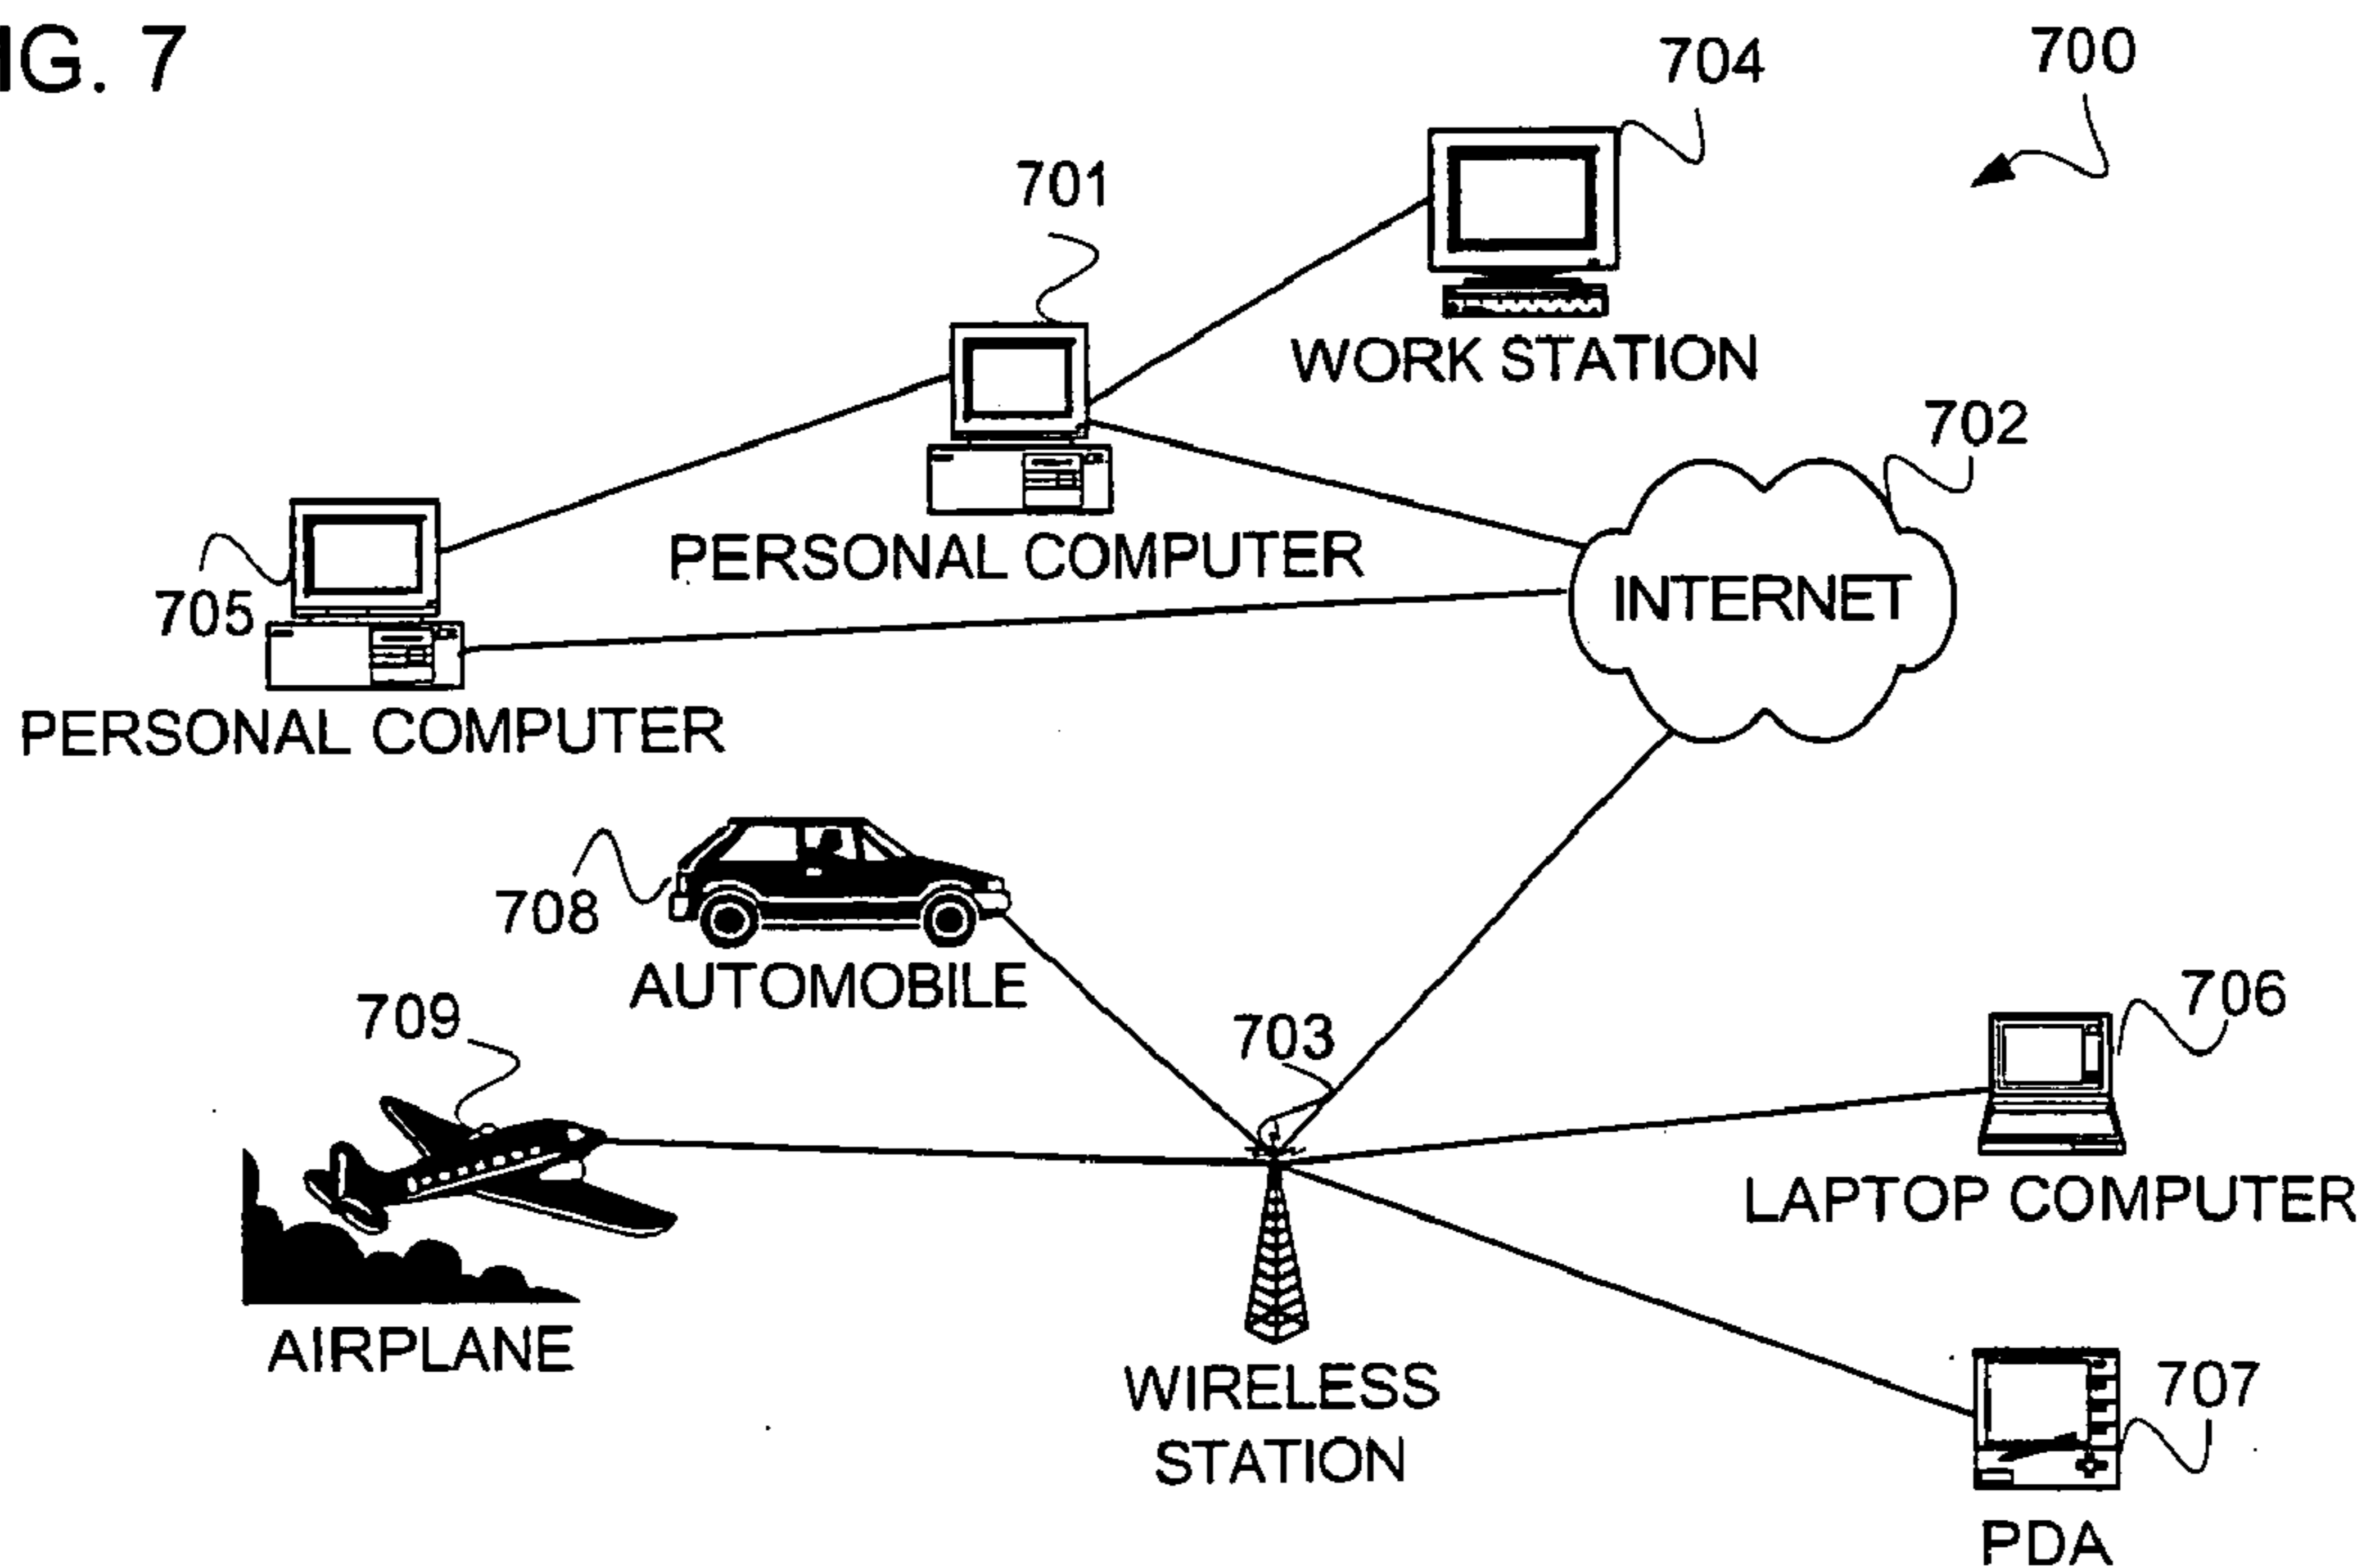 IG. 7
704
700
701
WORK STATION
702
PERSONAL COMPUTER
INTERNET
705
PERSONAL COMPUTER
708
AUTOMOBILE
709
703
706
LAPTOP COMPUTER
AIRPLANE
WIRELESS
STATION
707
PDA